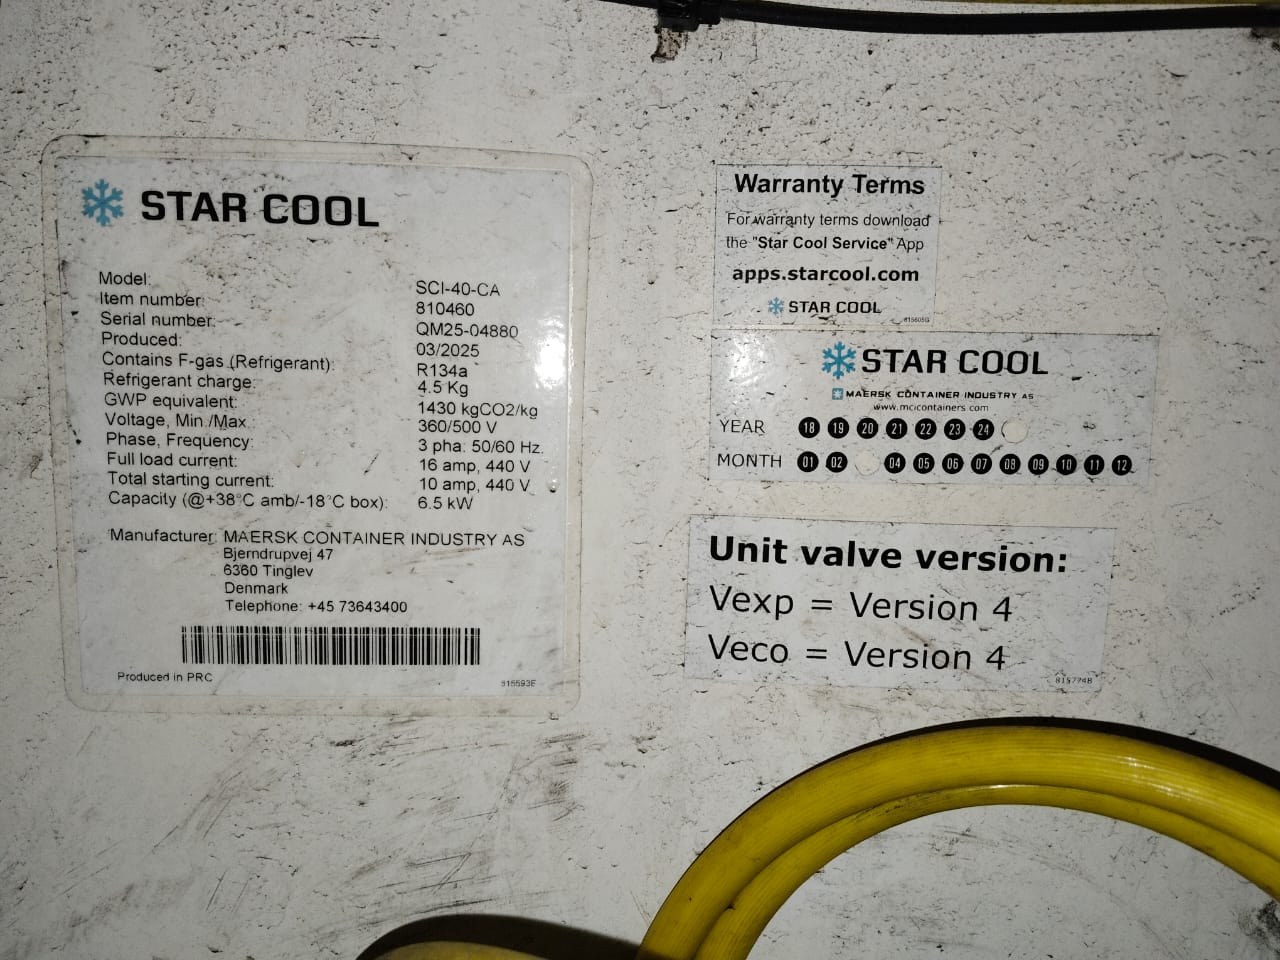 STAR COOL
Model: SCI-40-CA
Item number: 810460
Serial number: QM25-04880
Produced: 03/2025
Contains F-gas (Refrigerant): R134a
Refrigerant charge: 4.5 Kg
GWP equivalent: 1430 kgCO2/kg
Voltage, Min./Max.: 360/500 V
Phase, Frequency: 3 pha: 50/60 Hz.
Full load current: 16 amp, 440 V
Total starting current: 10 amp, 440 V
Capacity (@+38°C amb/-18°C box): 6.5 kW
Manufacturer: MAERSK CONTAINER INDUSTRY AS
Bjerndrupvej 47
6360 Tinglev
Denmark
Telephone: +45 73643400
Produced in PRC
815593E
Warranty Terms
For warranty terms download
the "Star Cool Service" App
apps.starcool.com
STAR COOL
815605G
STAR COOL
MAERSK CONTAINER INDUSTRY AS
www.mcicontainers.com
YEAR 18 19 20 21 22 23 24
MONTH 01 02 04 05 06 07 08 09 10 11 12
Unit valve version:
Vexp = Version 4
Veco = Version 4
815774B